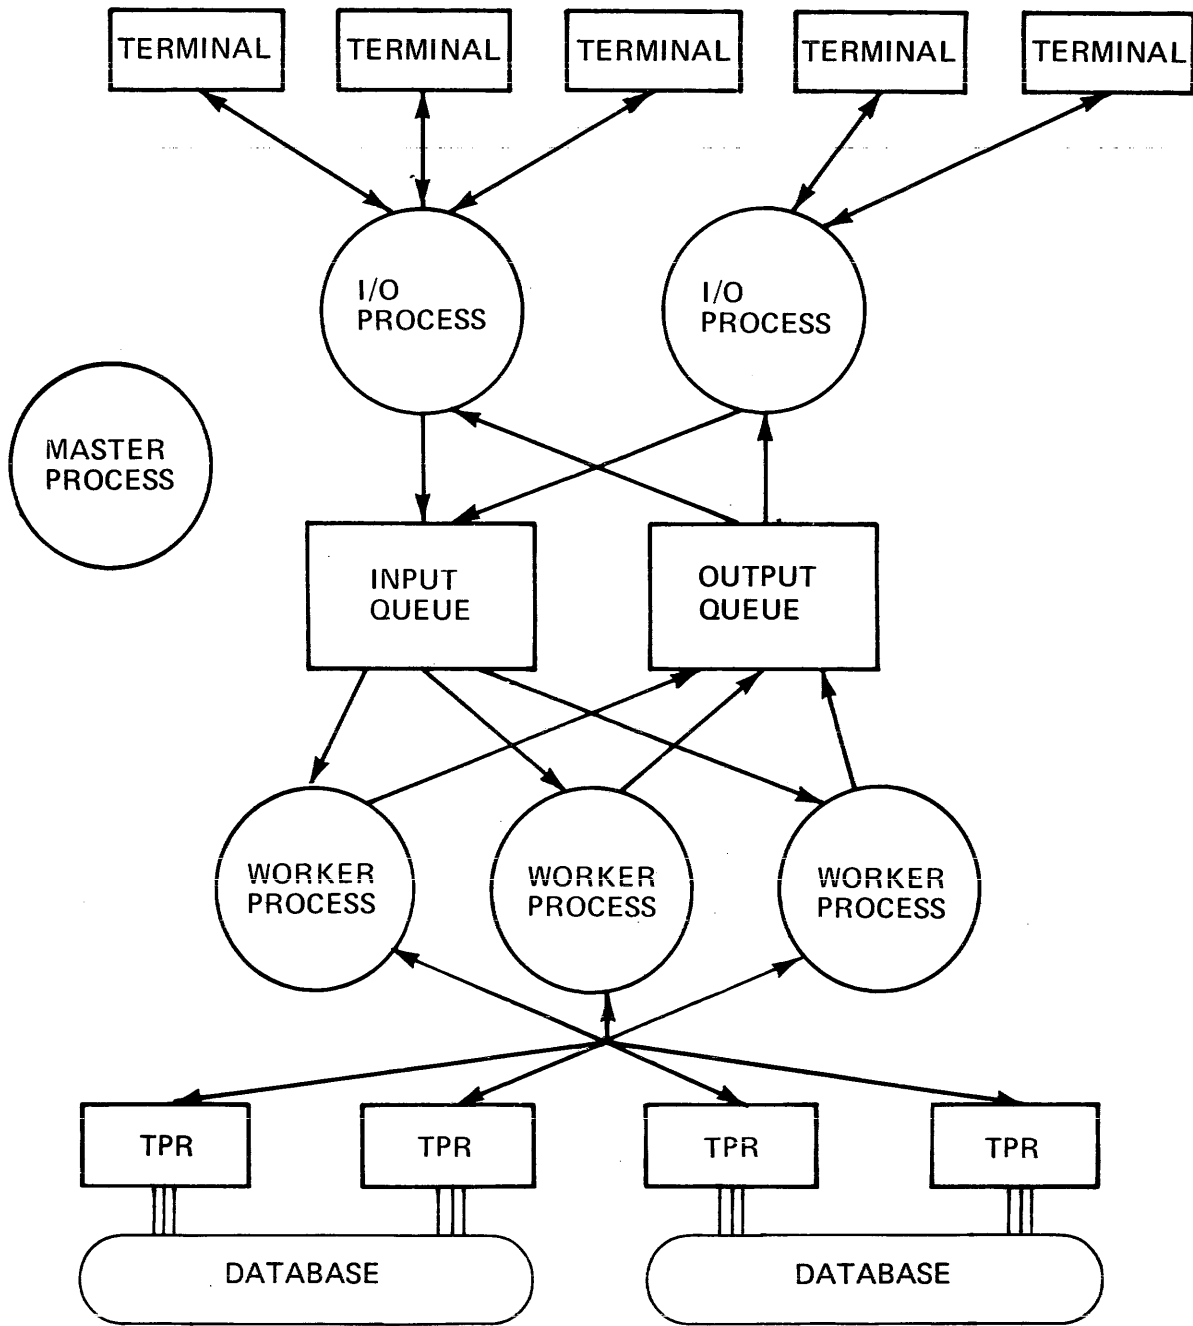 TERMINAL
TERMINAL
TERMINAL
TERMINAL
TERMINAL
I/O
PROCESS
I/O
PROCESS
MASTER
PROCESS
INPUT
QUEUE
OUTPUT
QUEUE
WORKER
PROCESS
WORKER
PROCESS
WORKER
PROCESS
TPR
TPR
TPR
TPR
DATABASE
DATABASE